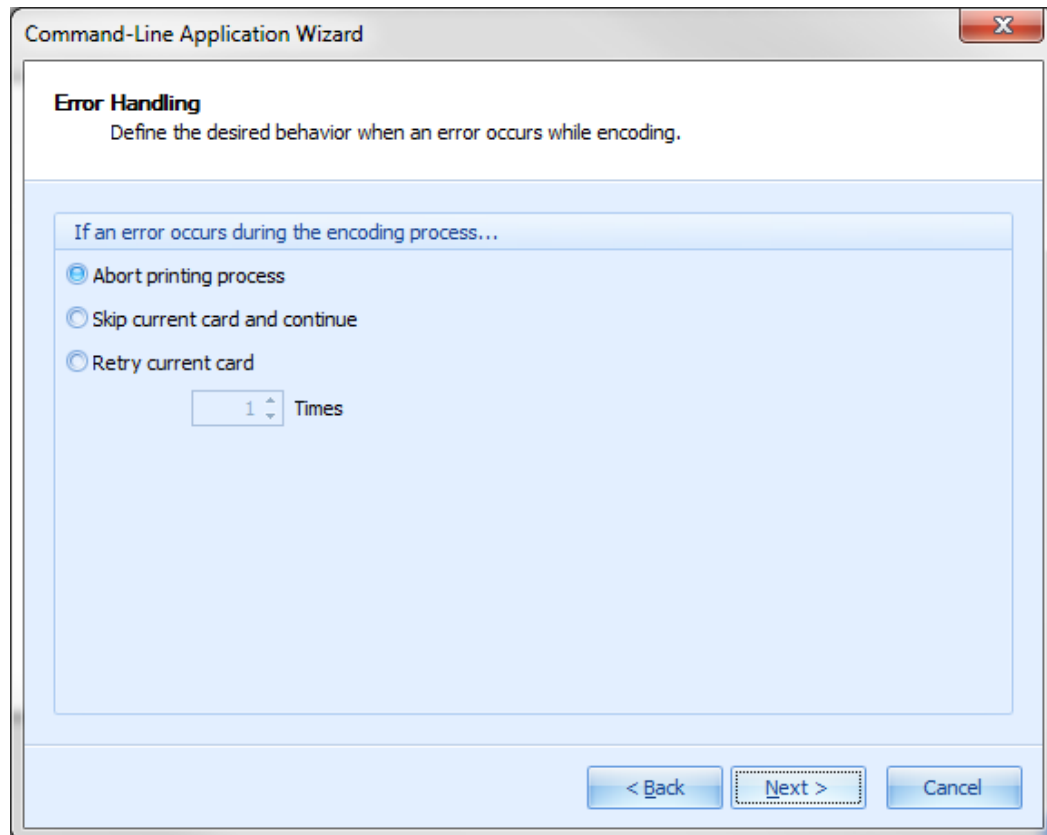 Command-Line Application Wizard
Error Handling
Define the desired behavior when an error occurs while encoding.
If an error occurs during the encoding process...
Abort printing process
Skip current card and continue
Retry current card
1 Times
< Back Next > Cancel